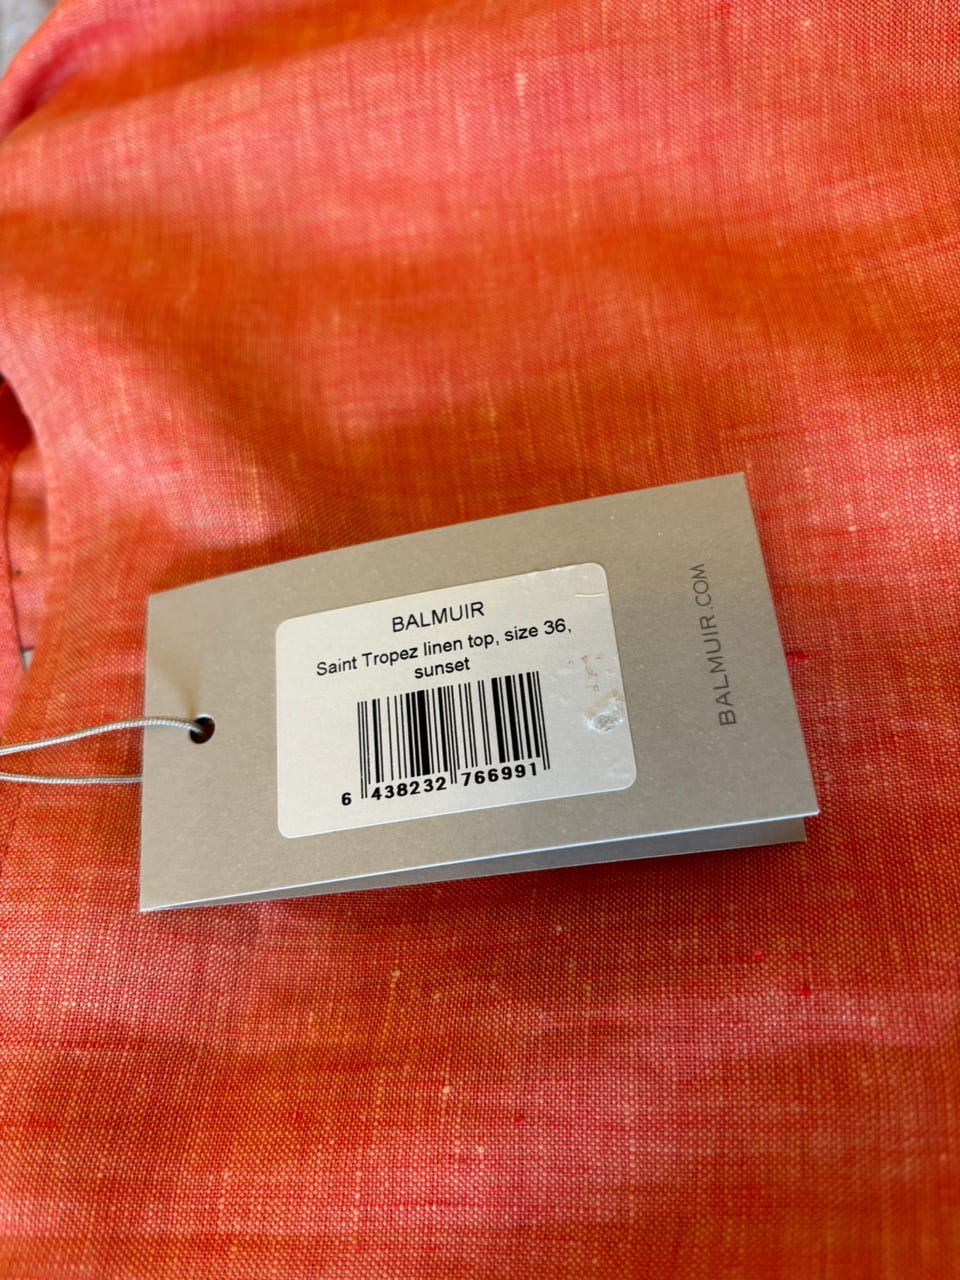 BALMUIR
Saint Tropez linen top, size 36,
sunset
6 438232 766991
BALMUIR.COM